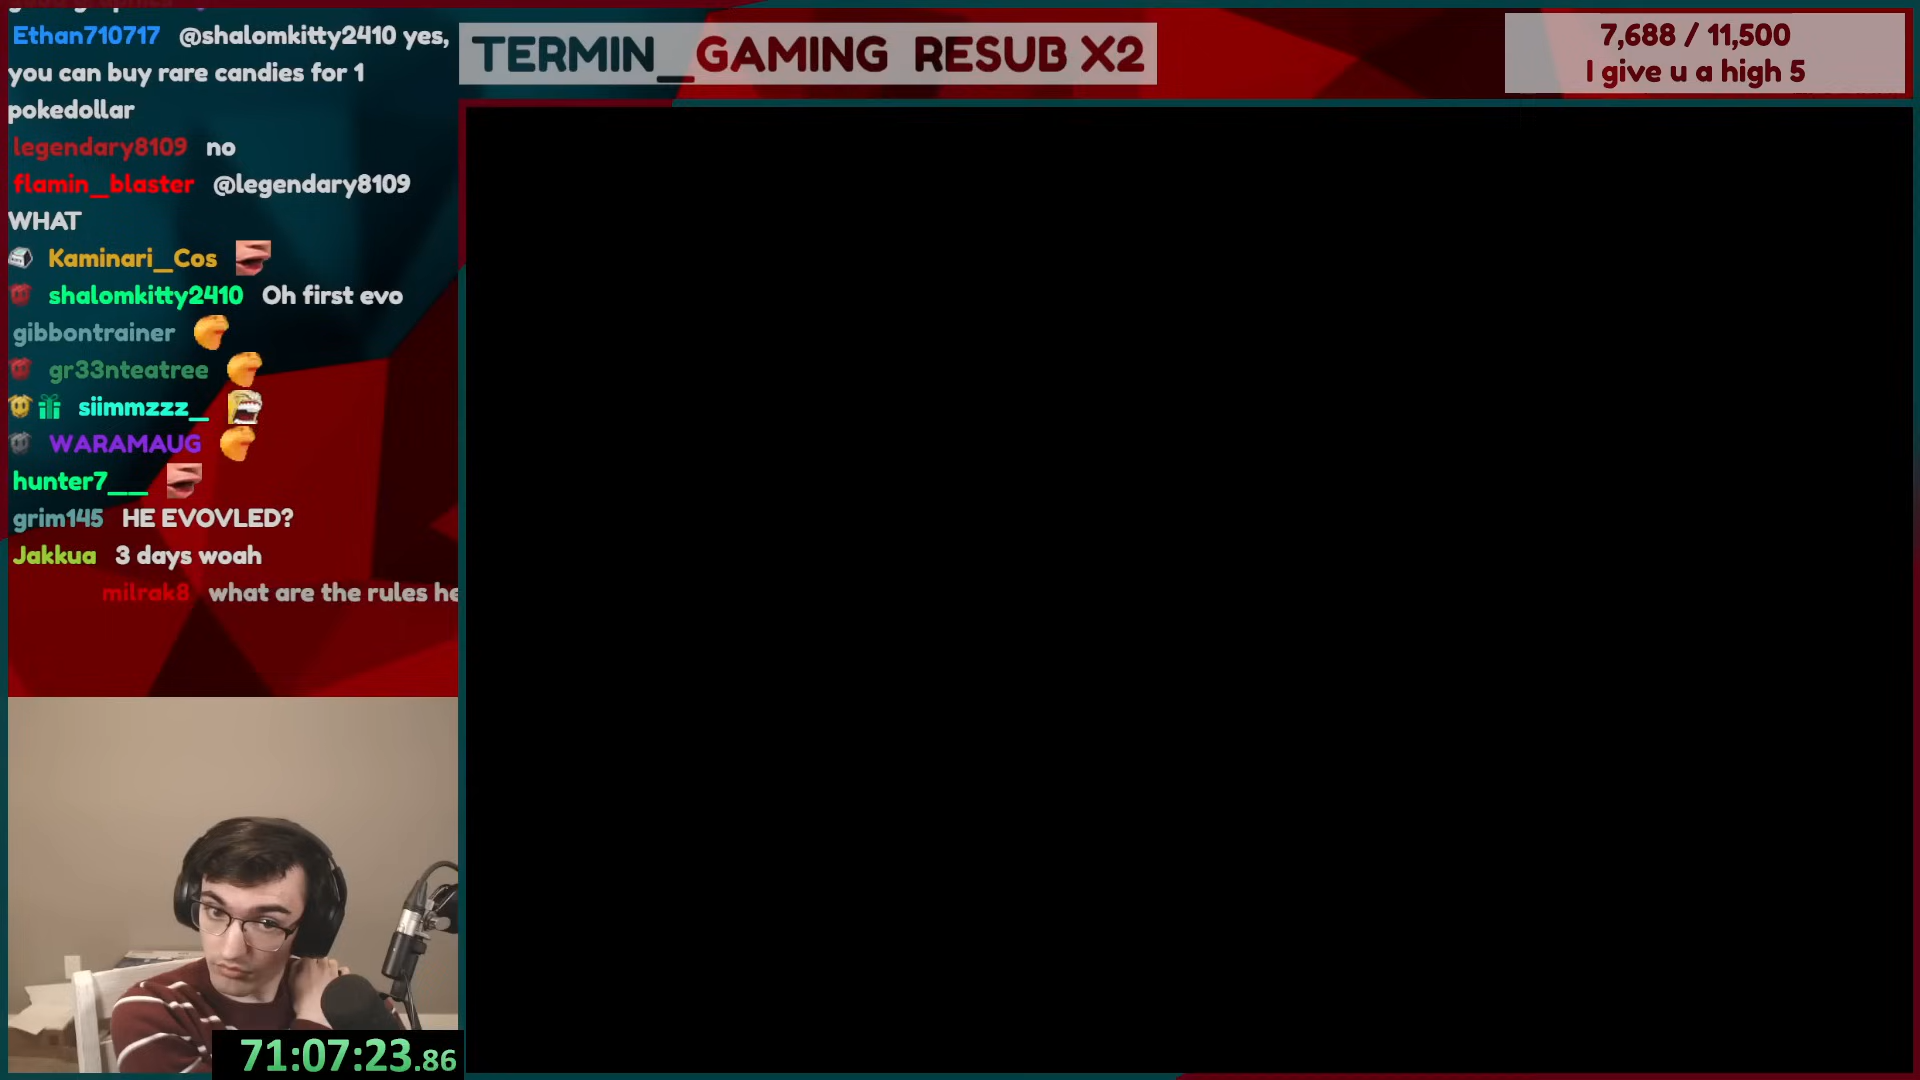 Ethan710717 @shalomkitty2410 yes,
you can buy rare candies for 1
pokedollar
legendary8109 no
flamin__blaster @legendary8109
WHAT
Kaminari_Cos
shalomkitty2410 Oh first evo
gibbontrainer
gr33nteatree
siimmzzz_
WARAMAUG
hunter7__
grim145 HE EVOVLED?
Jakkua 3 days woah
milrak8 what are the rules he
TERMIN_GAMING RESUB X2
7,688 / 11,500
I give u a high 5
71:07:23.86